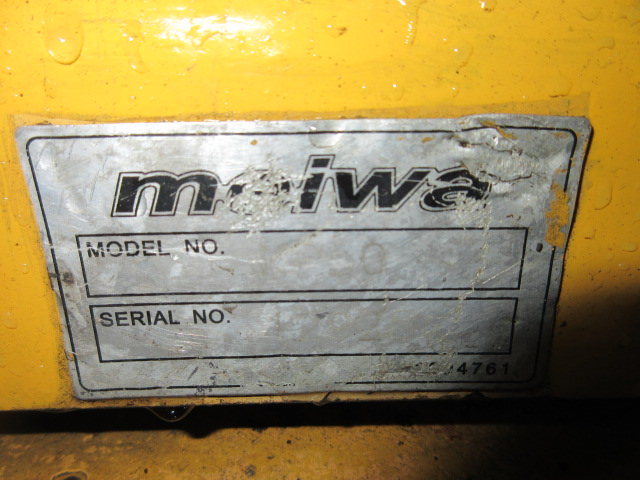 meiwa
MODEL NO.
SERIAL NO.
4761